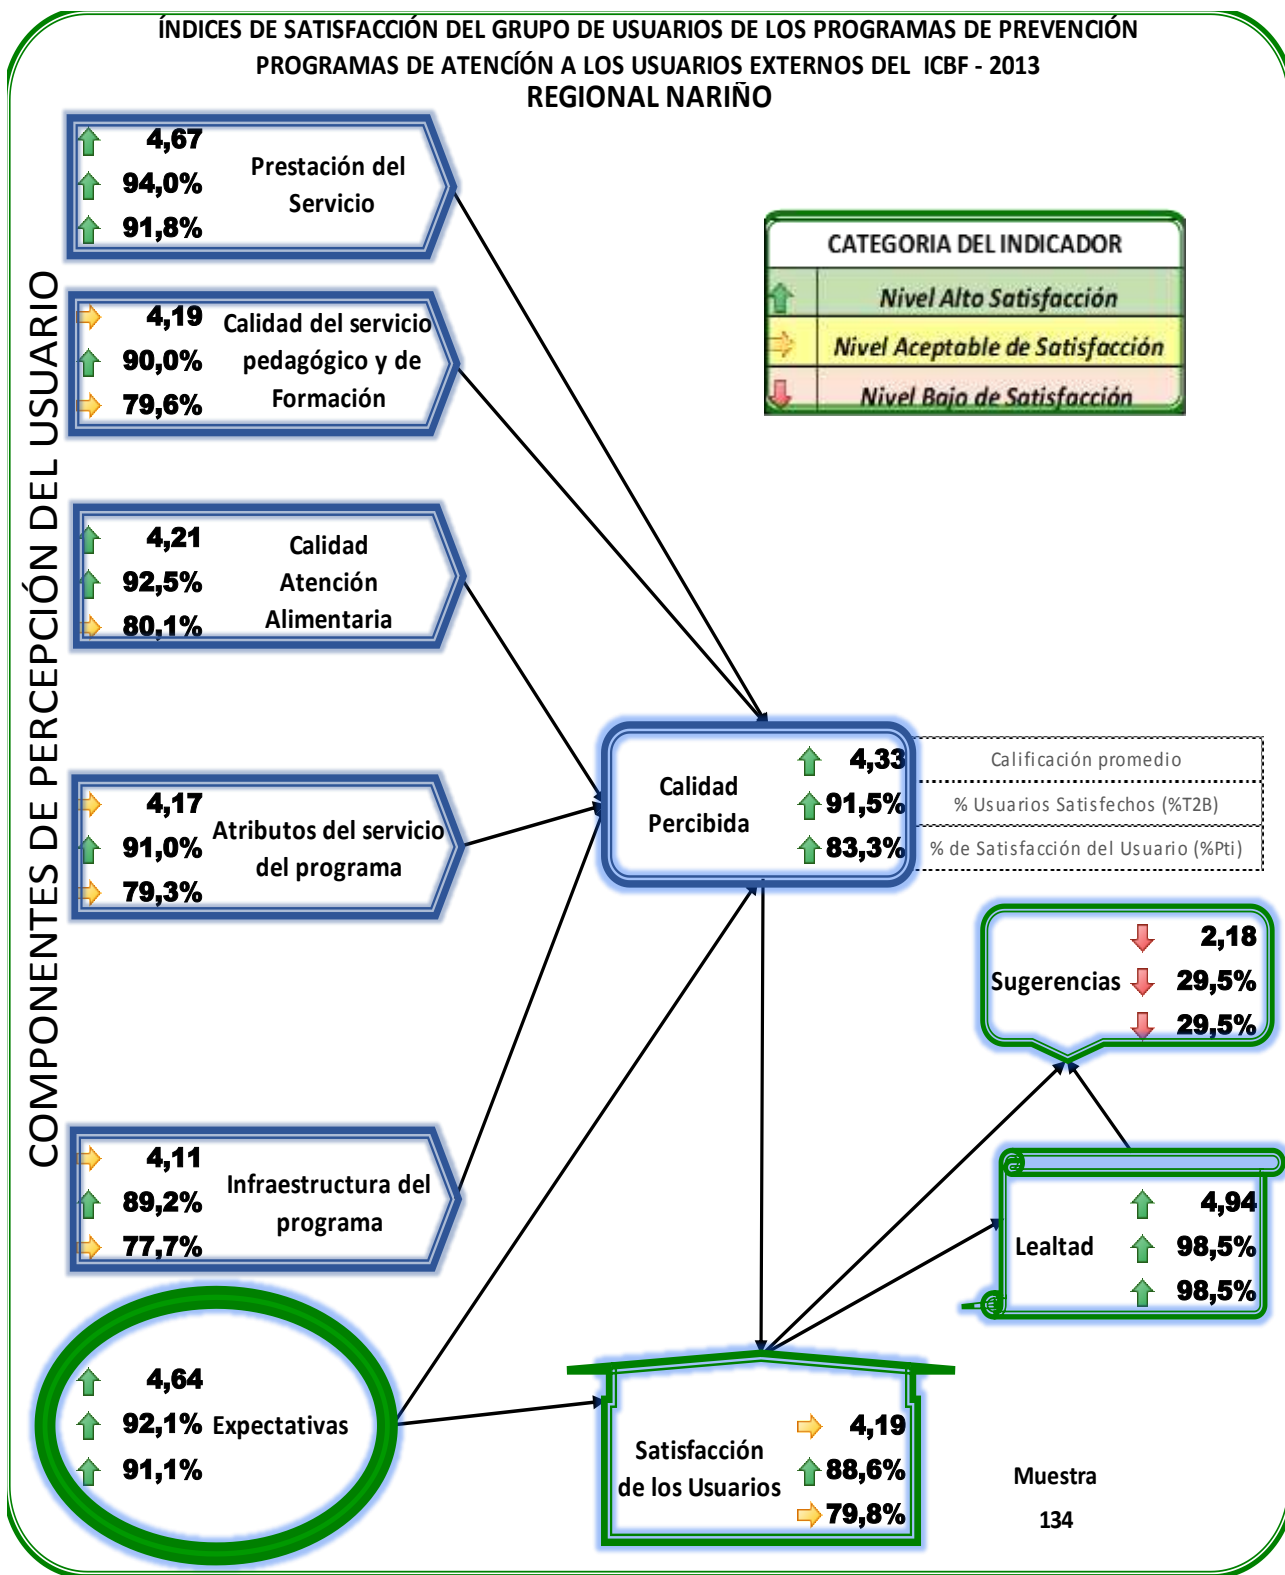 ÍNDICES DE SATISFACCIÓN DEL GRUPO DE USUARIOS DE LOS PROGRAMAS DE PREVENCIÓN
PROGRAMAS DE ATENCÍÓN A LOS USUARIOS EXTERNOS DEL ICBF - 2013
REGIONAL NARIÑO
COMPONENTES DE PERCEPCIÓN DEL USUARIO
4,67
94,0%
91,8%
Prestación del
Servicio
CATEGORIA DEL INDICADOR
Nivel Alto Satisfacción
Nivel Aceptable de Satisfacción
Nivel Bajo de Satisfacción
4,19
90,0%
79,6%
Calidad del servicio
pedagógico y de
Formación
4,21
92,5%
80,1%
Calidad
Atención
Alimentaria
4,17
91,0%
79,3%
Atributos del servicio
del programa
Calidad
Percibida
4,33
91,5%
83,3%
Calificación promedio
% Usuarios Satisfechos (%T2B)
% de Satisfacción del Usuario (%Pti)
Sugerencias
2,18
29,5%
29,5%
4,11
89,2%
77,7%
Infraestructura del
programa
Lealtad
4,94
98,5%
98,5%
4,64
92,1%
91,1%
Expectativas
Satisfacción
de los Usuarios
4,19
88,6%
79,8%
Muestra
134